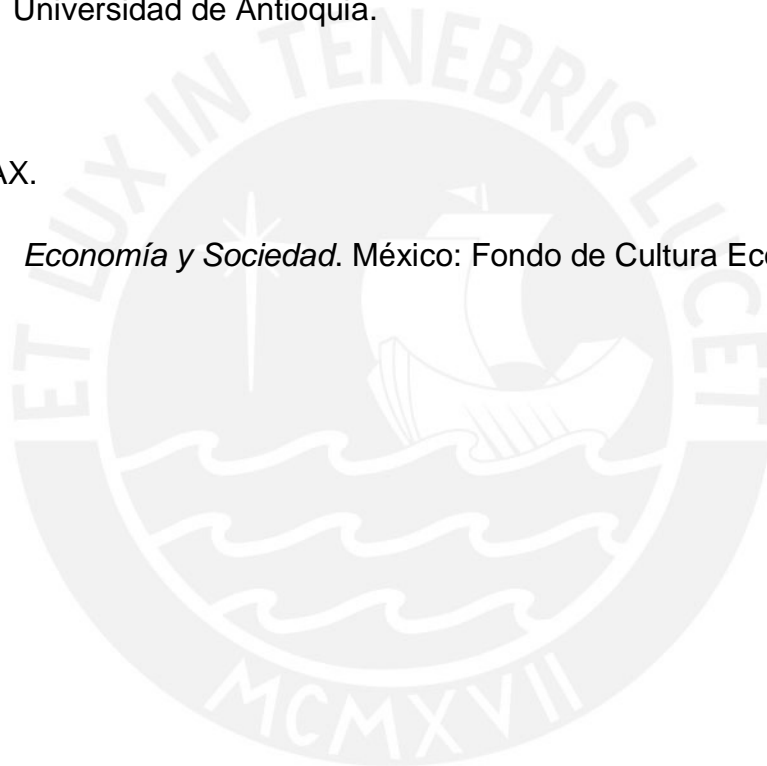 Universidad de Antioquia.
AX.
Economía y Sociedad. México: Fondo de Cultura Eco
ET LUX IN TENEBRIS LUCET
MCMXVII